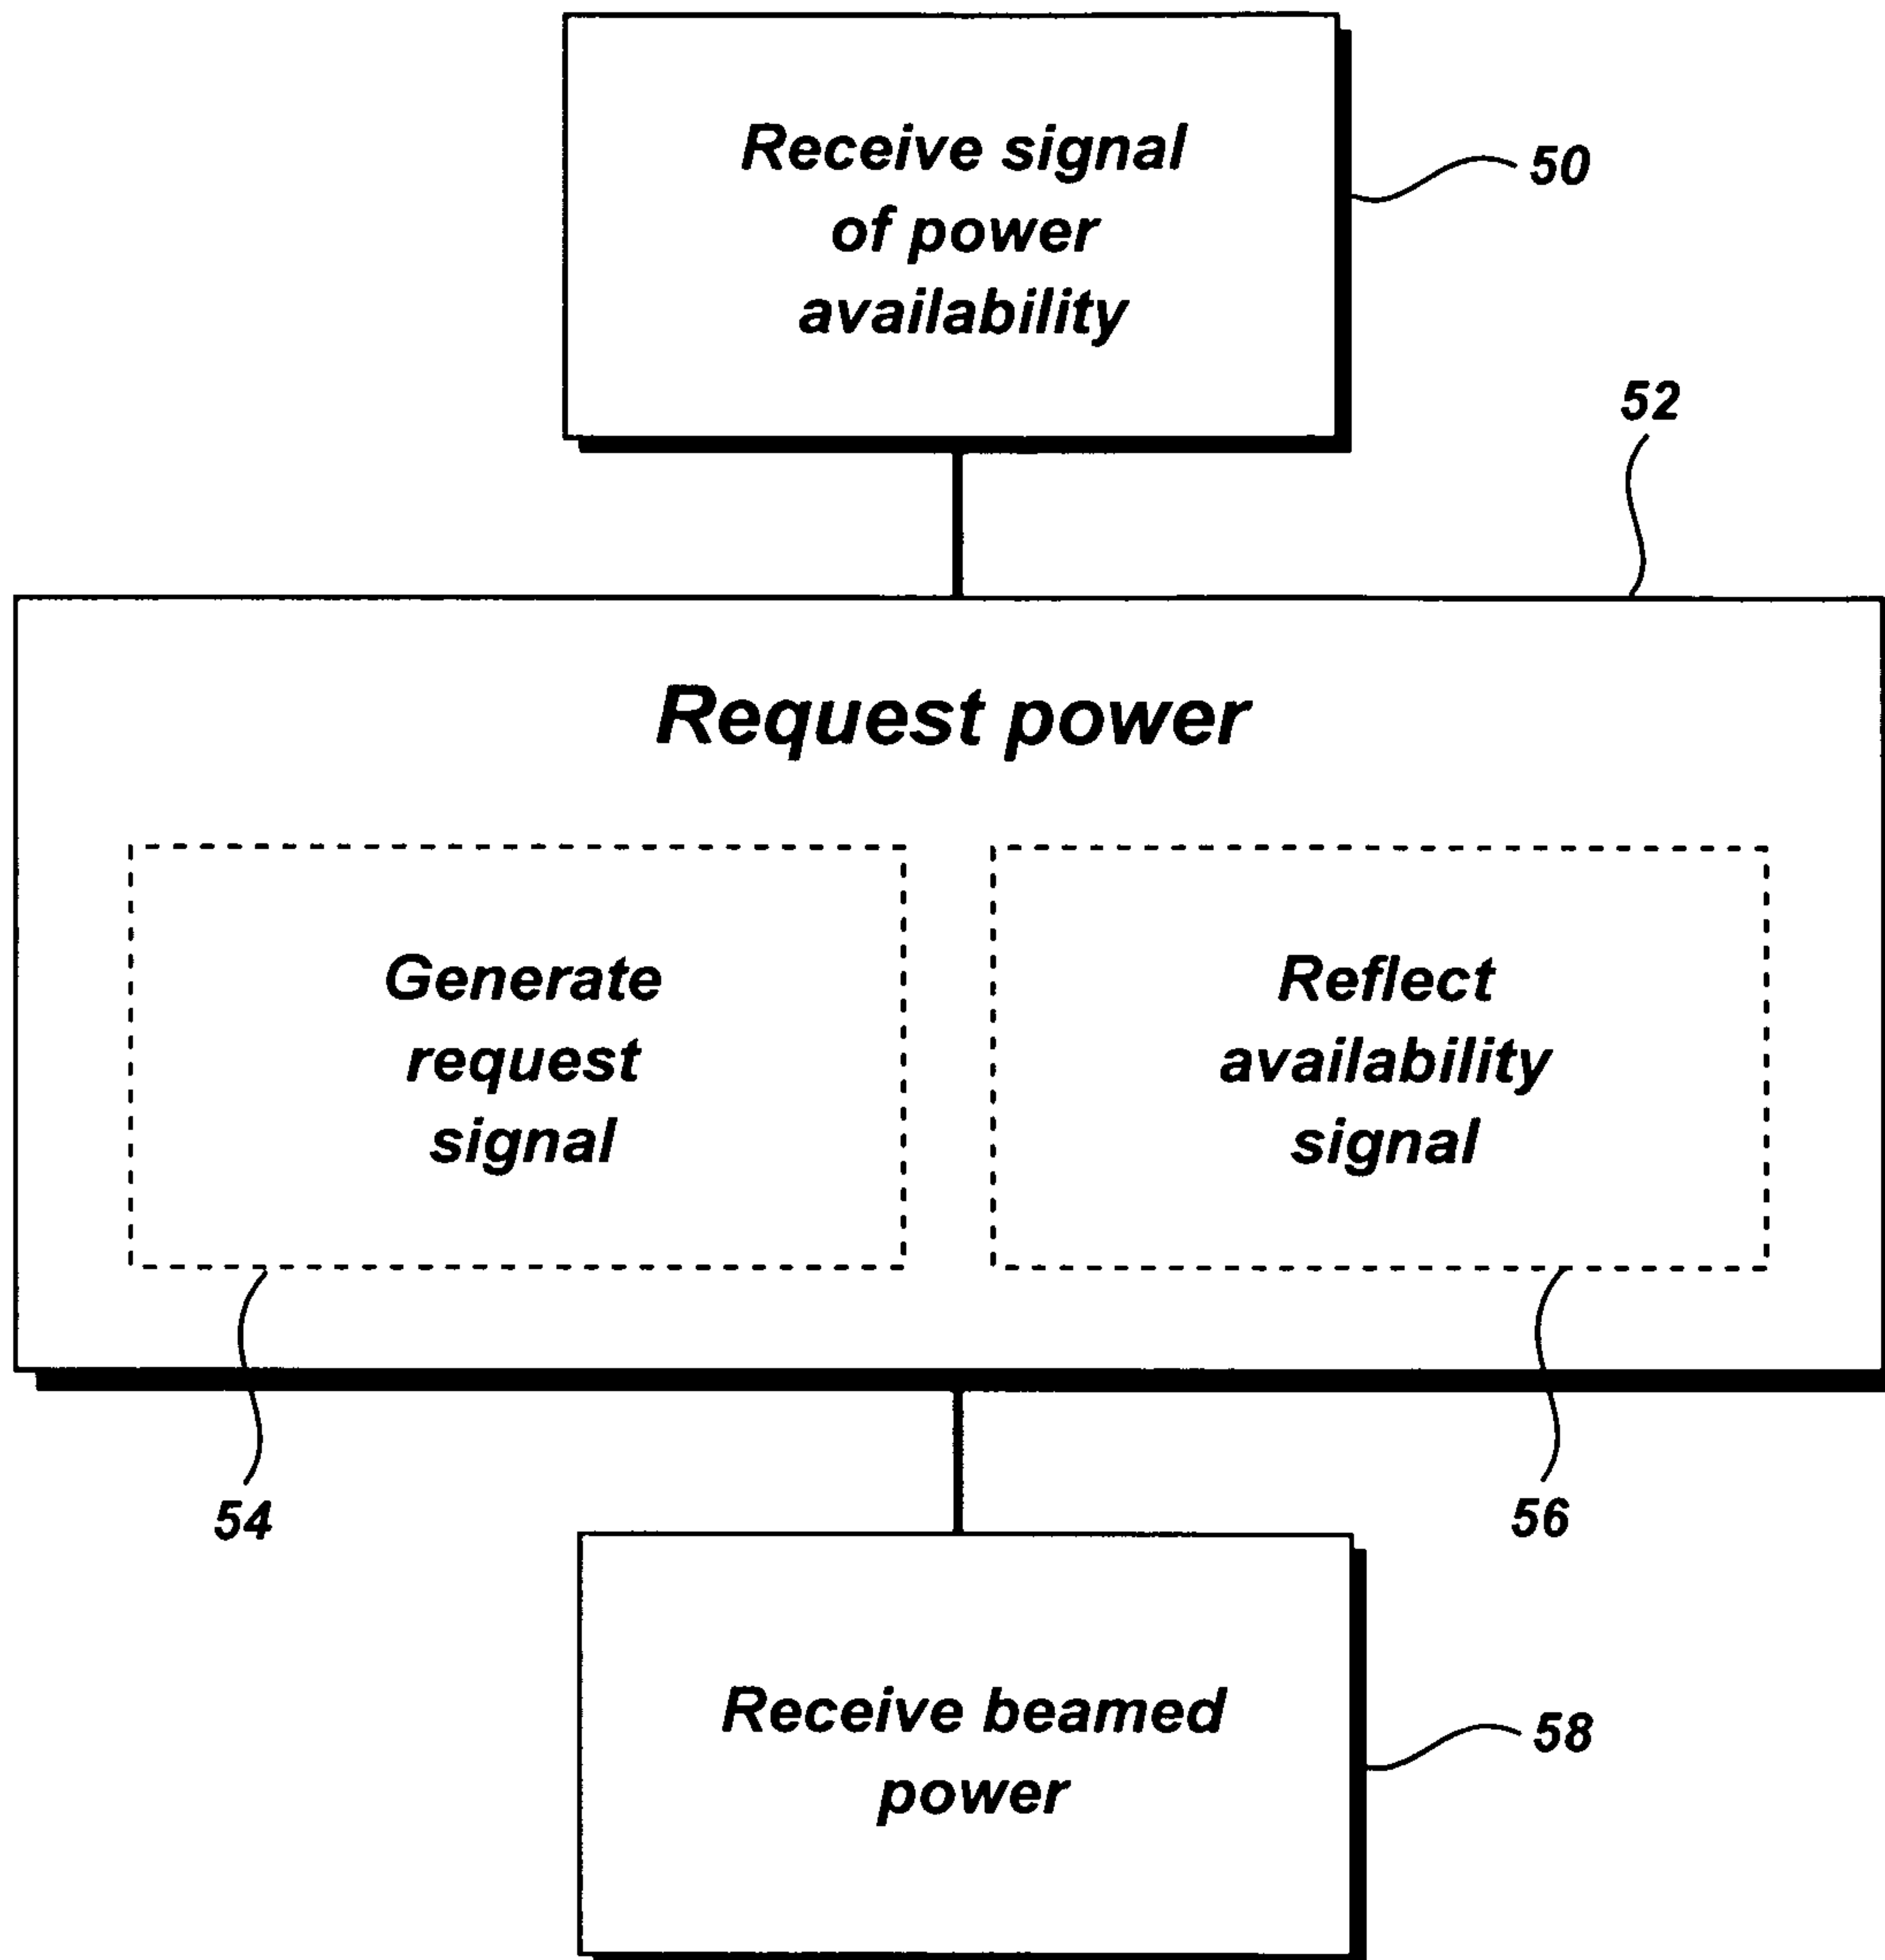 Receive signal
of power
availability
50
52
Request power
Generate
request
signal
Reflect
availability
signal
54
56
Receive beamed
power
58